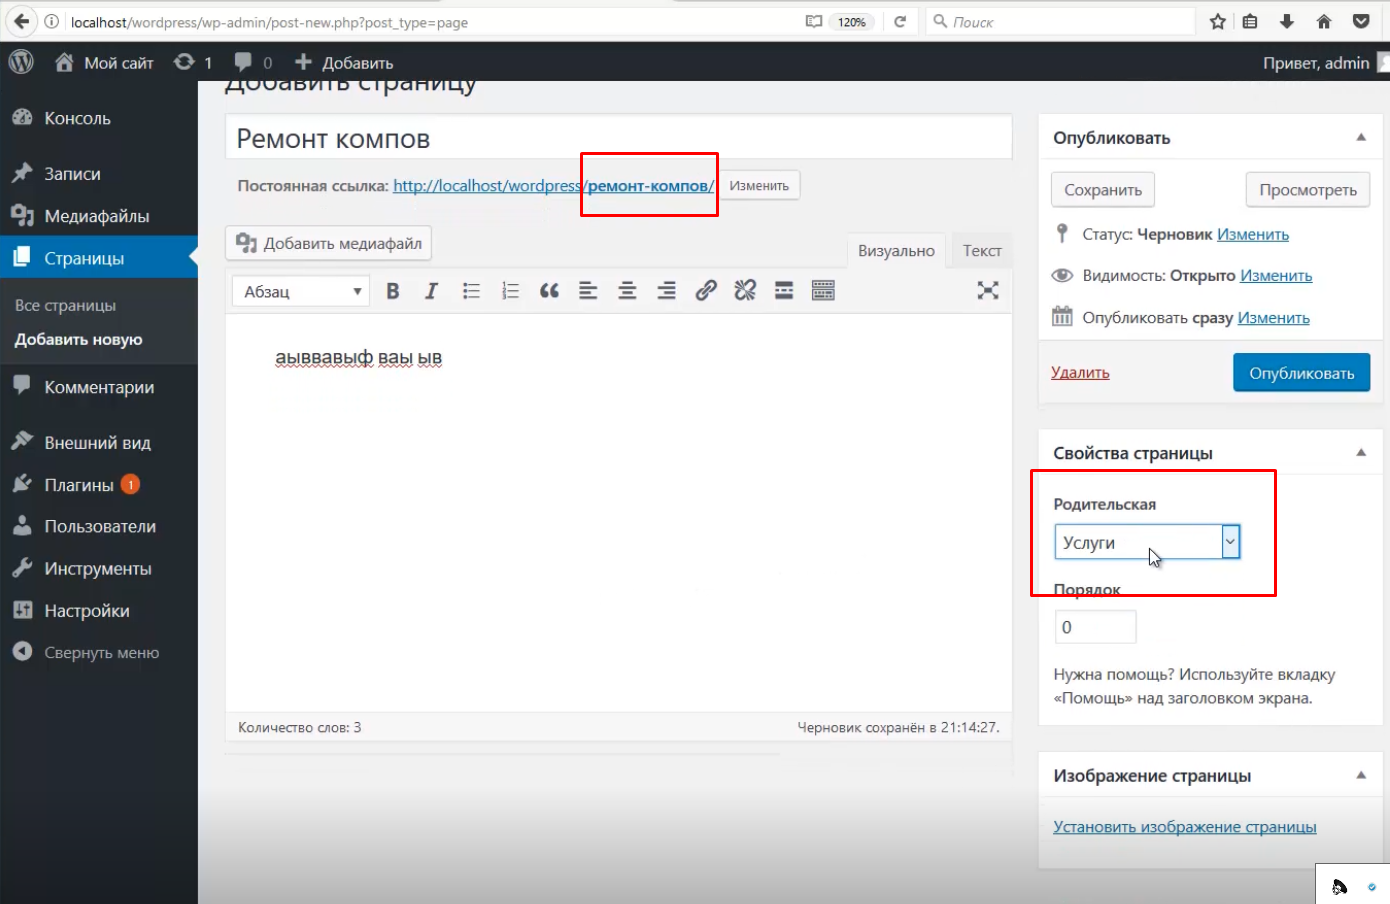 localhost/wordpress/wp-admin/post-new.php?post_type=page
120%
Поиск
Мой сайт
1
0
Добавить
Привет, admin
Консоль
Записи
Медиафайлы
Страницы
Все страницы
Добавить новую
Комментарии
Внешний вид
Плагины 1
Пользователи
Инструменты
Настройки
Свернуть меню
Добавить страницу
Ремонт компов
Постоянная ссылка: http://localhost/wordpress/ремонт-компов/ Изменить
Добавить медиафайл
Визуально
Текст
Абзац
B I
аыввавыф ваы ыв
Количество слов: 3
Черновик сохранён в 21:14:27.
Опубликовать
Сохранить
Просмотреть
Статус: Черновик Изменить
Видимость: Открыто Изменить
Опубликовать сразу Изменить
Удалить
Опубликовать
Свойства страницы
Родительская
Услуги
Порядок
0
Нужна помощь? Используйте вкладку
«Помощь» над заголовком экрана.
Изображение страницы
Установить изображение страницы